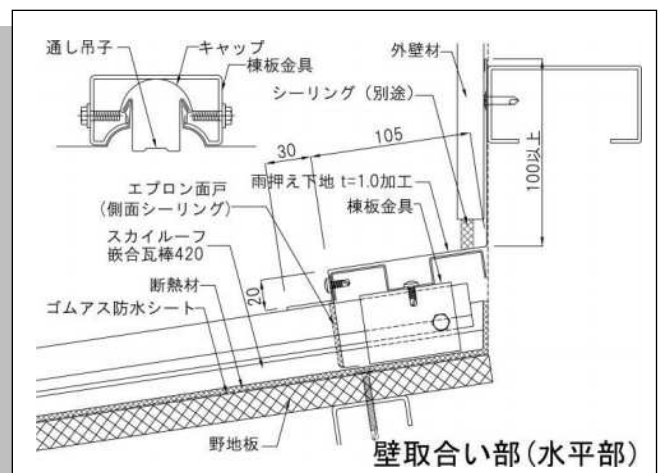 通し吊子
キャップ
棟板金具
外壁材
シーリング（別途）
105
30
100以上
雨押え下地 t=1.0加工
棟板金具
エプロン面戸
（側面シーリング）
スカイルーフ
嵌合瓦棒420
断熱材
ゴムアス防水シート
20
野地板
壁取合い部(水平部)